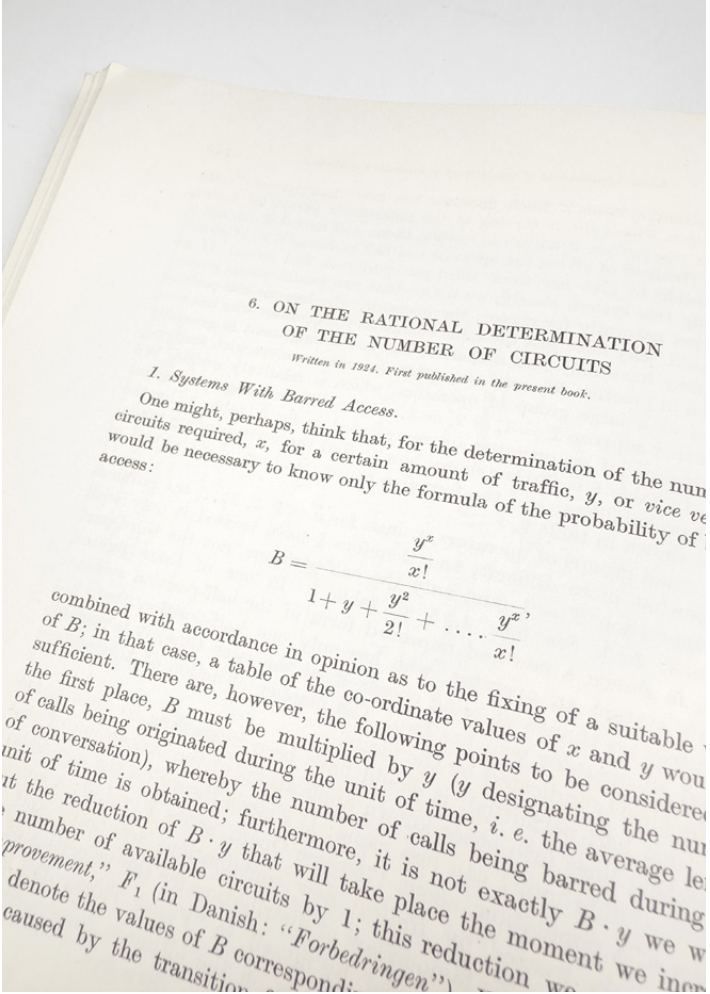 6. ON THE RATIONAL DETERMINATION
OF THE NUMBER OF CIRCUITS
Written in 1924. First published in the present book.
1. Systems With Barred Access.
One might, perhaps, think that, for the determination of the num
circuits required, x, for a certain amount of traffic, y, or vice ve
would be necessary to know only the formula of the probability of
access:
B = \frac{\frac{y^x}{x!}}{1 + y + \frac{y^2}{2!} + .... \frac{y^x}{x!}},
combined with accordance in opinion as to the fixing of a suitable
of B; in that case, a table of the co-ordinate values of x and y wou
sufficient. There are, however, the following points to be considere
the first place, B must be multiplied by y (y designating the nu
of calls being originated during the unit of time, i. e. the average le
of conversation), whereby the number of calls being barred during
unit of time is obtained; furthermore, it is not exactly B · y we w
the reduction of B · y that will take place the moment we incr
number of available circuits by 1; this reduction we
provement," F₁ (in Danish: "Forbedringen")
denote the values of B correspondi
caused by the transition